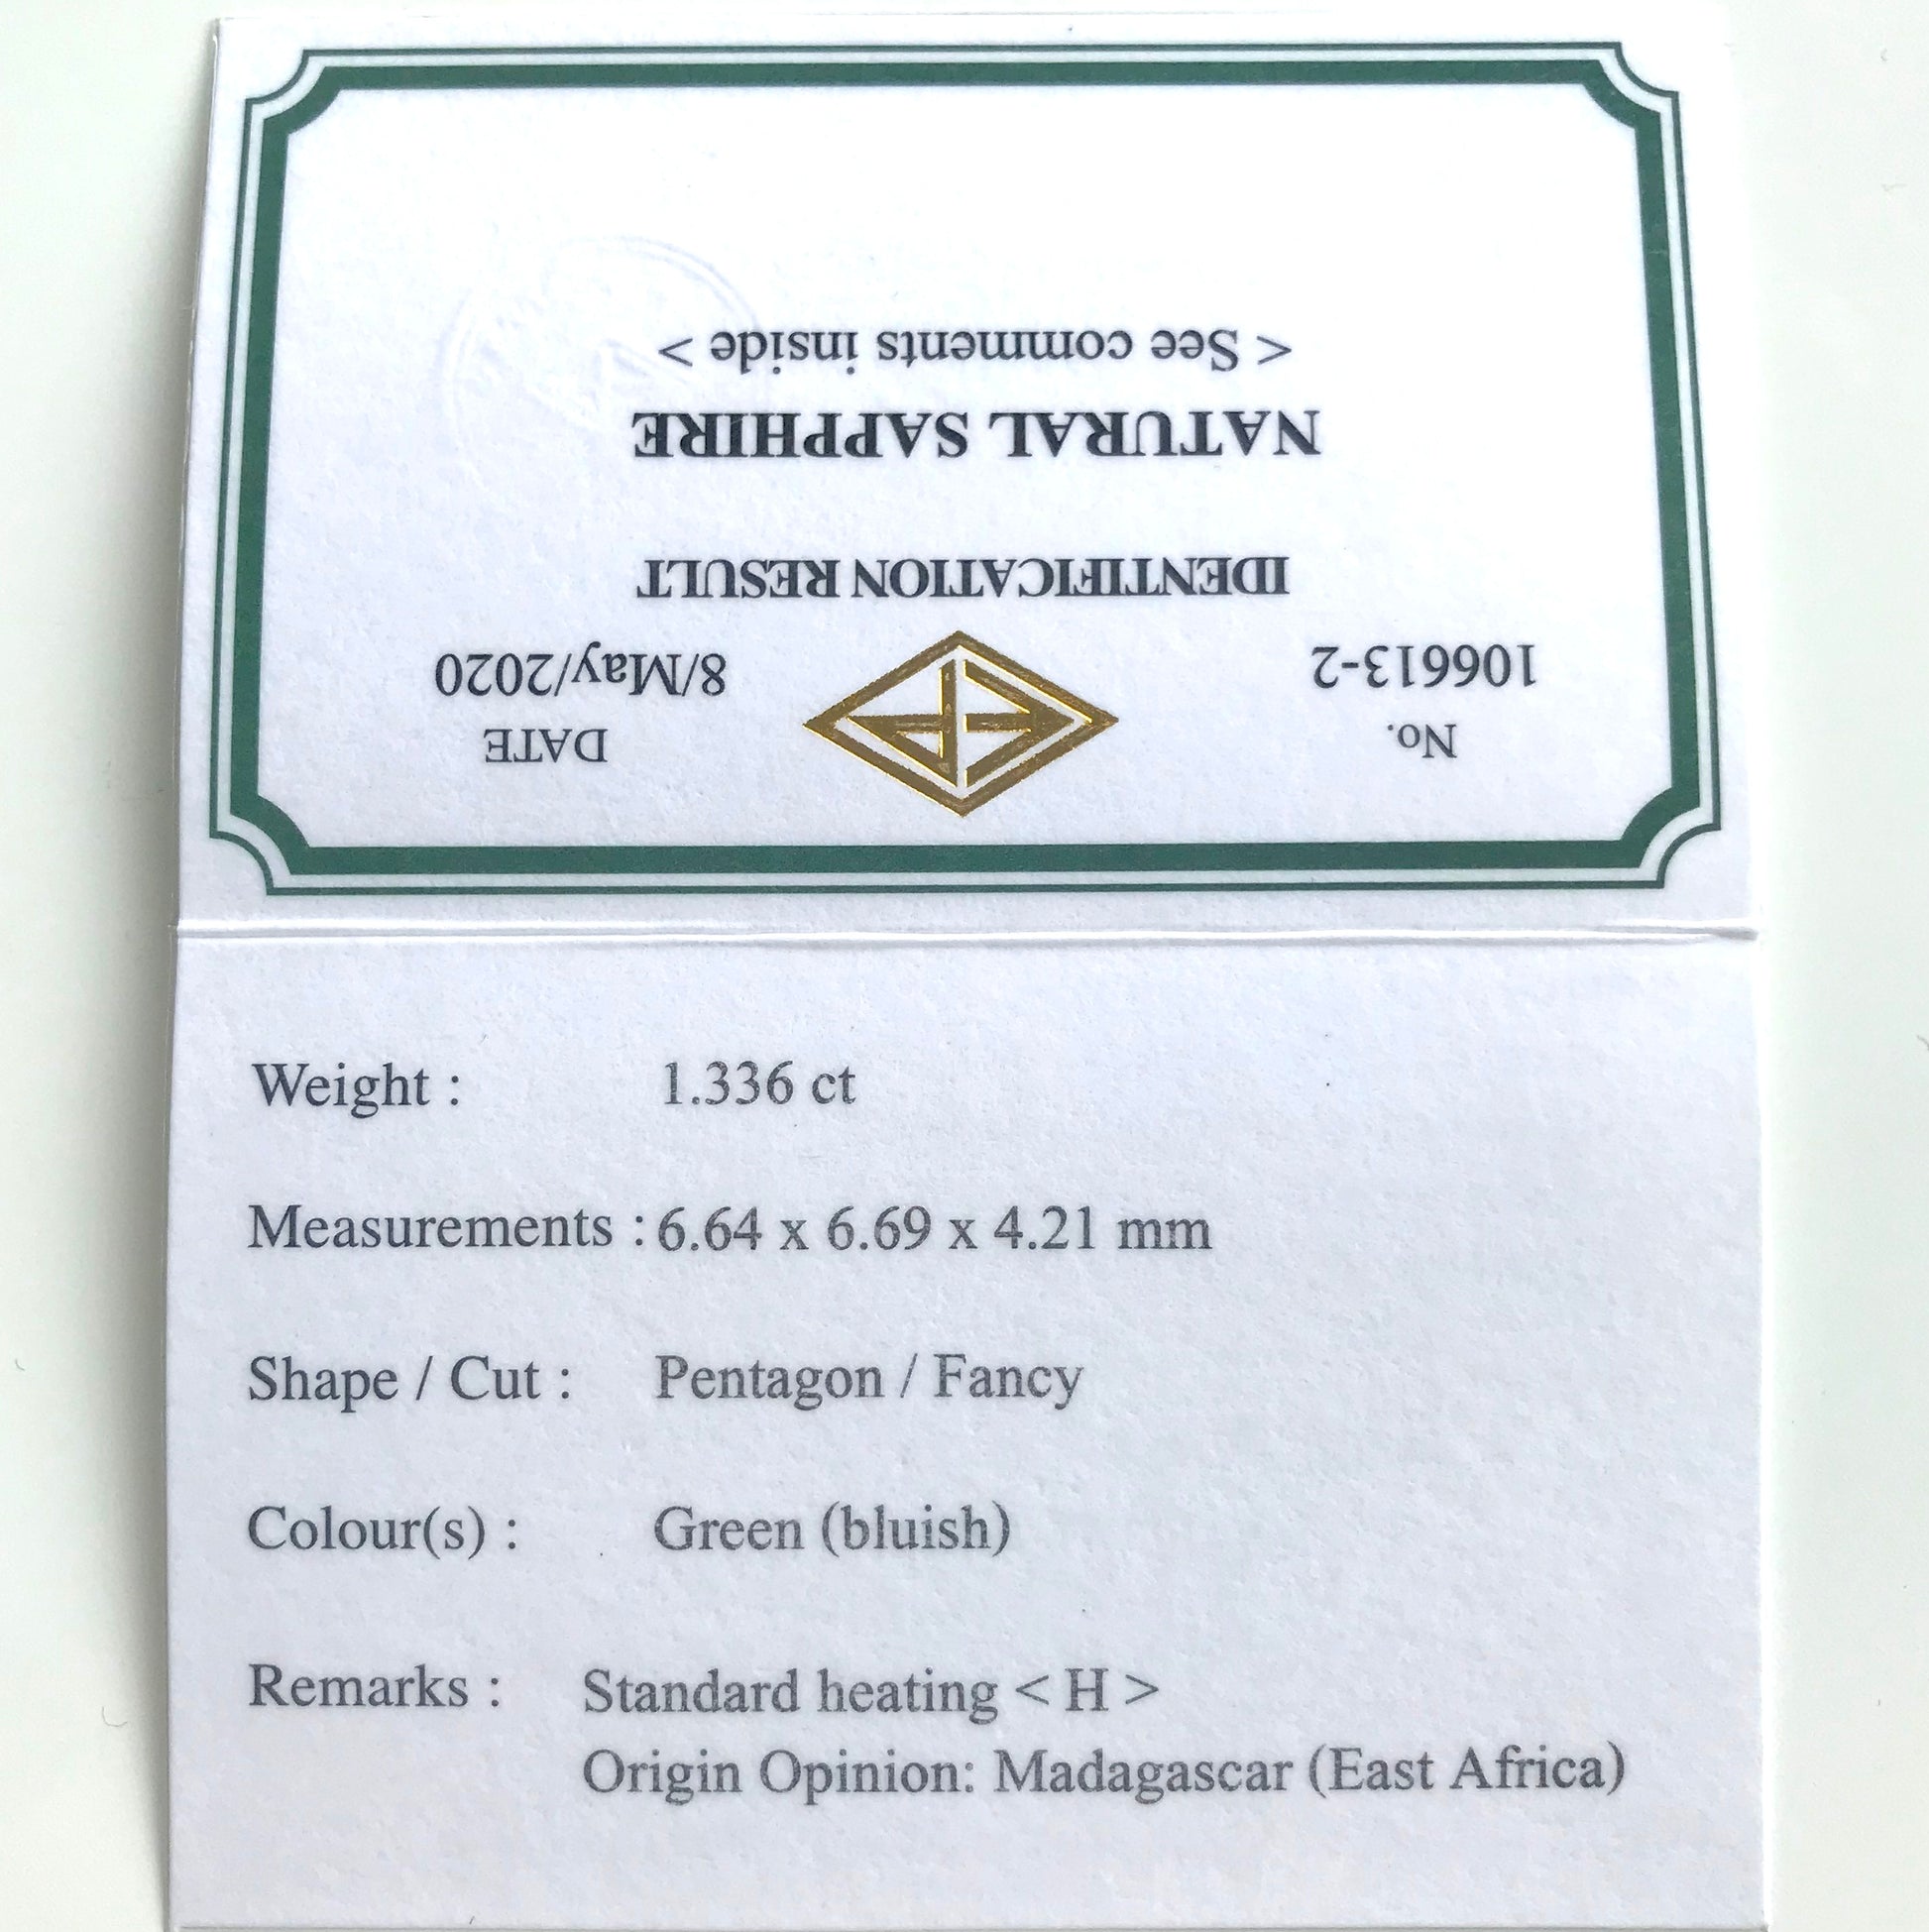 No. DATE
106613-2 8/May/2020
IDENTIFICATION RESULT
NATURAL SAPPHIRE
< See comments inside >
Weight : 1.336 ct
Measurements : 6.64 x 6.69 x 4.21 mm
Shape / Cut : Pentagon / Fancy
Colour(s) : Green (bluish)
Remarks : Standard heating < H >
Origin Opinion: Madagascar (East Africa)